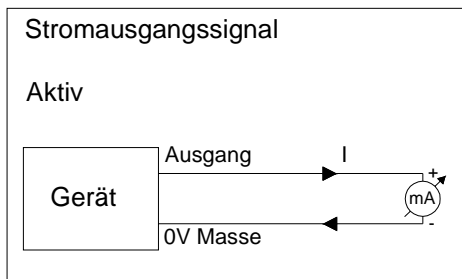 Stromausgangssignal
Aktiv
Ausgang I
+
Gerät
mA
-
0V Masse